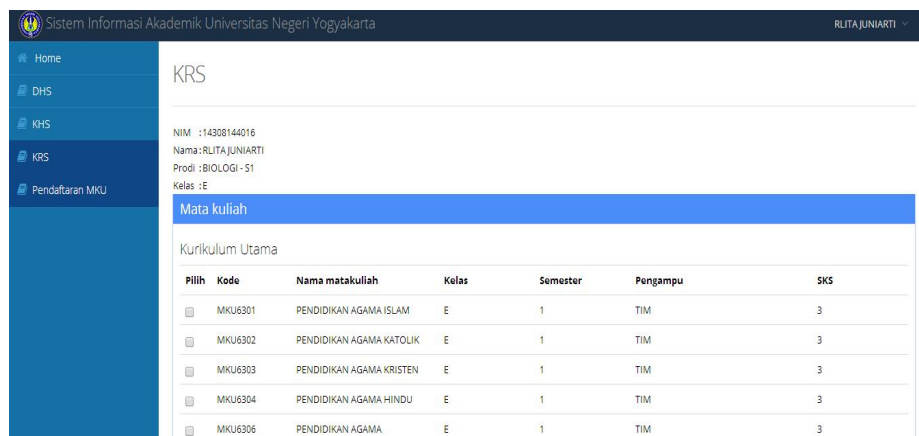 Sistem Informasi Akademik Universitas Negeri Yogyakarta
RLITA JUNIARTI
Home
DHS
KHS
KRS
Pendaftaran MKU
KRS
NIM :14308144016
Nama:RLITA JUNIARTI
Prodi :BIOLOGI - S1
Kelas :E
Mata kuliah
Kurikulum Utama
Pilih Kode Nama matakuliah Kelas Semester Pengampu SKS
MKU6301 PENDIDIKAN AGAMA ISLAM E 1 TIM 3
MKU6302 PENDIDIKAN AGAMA KATOLIK E 1 TIM 3
MKU6303 PENDIDIKAN AGAMA KRISTEN E 1 TIM 3
MKU6304 PENDIDIKAN AGAMA HINDU E 1 TIM 3
MKU6306 PENDIDIKAN AGAMA E 1 TIM 3